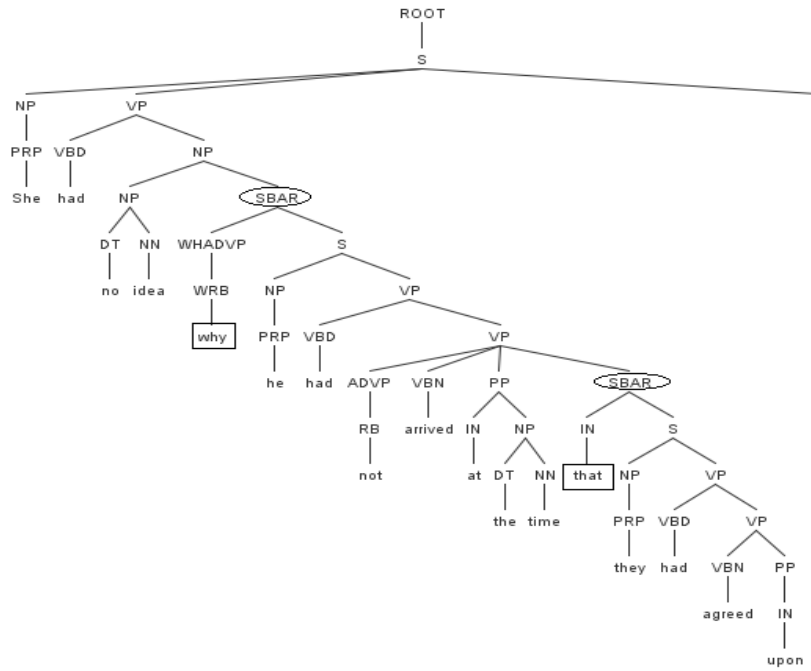 ROOT
S
NP VP
PRP VBD NP
She had NP SBAR
DT NN WHADVP S
no idea WRB NP VP
why PRP VBD VP
he had ADVP VBN PP SBAR
RB arrived IN NP IN S
not at DT NN that NP VP
the time PRP VBD VP
they had VBN PP
agreed IN
upon